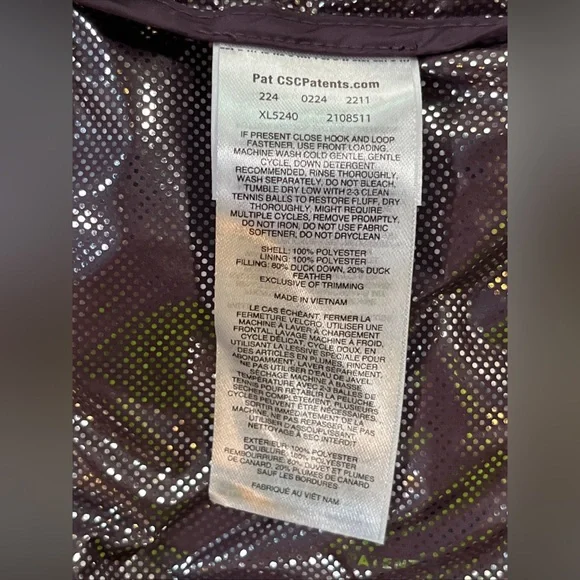 Pat CSCPatents.com
224 0224 2211
XL5240 2108511
IF PRESENT CLOSE HOOK AND LOOP
FASTENER, USE FRONT LOADING.
MACHINE WASH COLD GENTLE, GENTLE
CYCLE, DOWN DETERGENT
RECOMMENDED, RINSE THOROUGHLY,
WASH SEPARATELY, DO NOT BLEACH,
TUMBLE DRY LOW WITH 2-3 CLEAN
TENNIS BALLS TO RESTORE FLUFF, DRY
THOROUGHLY, MIGHT REQUIRE
MULTIPLE CYCLES, REMOVE PROMPTLY,
DO NOT IRON, DO NOT USE FABRIC
SOFTENER, DO NOT DRYCLEAN
SHELL: 100% POLYESTER
LINING: 100% POLYESTER
FILLING: 80% DUCK DOWN, 20% DUCK
FEATHER
EXCLUSIVE OF TRIMMING
MADE IN VIETNAM
LE CAS ÉCHÉANT, FERMER LA
FERMETURE VELCRO, UTILISER UNE
MACHINE À LAVER À CHARGEMENT
FRONTAL, LAVAGE MACHINE À FROID,
CYCLE DÉLICAT, CYCLE DOUX, EN
UTILISANT LA LESSIVE SPÉCIALE POUR
DES ARTICLES EN PLUMES, RINCER
ABONDAMMENT, LAVER SÉPARÉMENT,
NE PAS UTILISER D'EAU DE JAVEL,
SÉCHAGE MACHINE À BASSE
TEMPÉRATURE AVEC 2-3 BALLES DE
TENNIS POUR RÉTABLIR LA PELUCHE,
SÉCHER COMPLÈTEMENT, PLUSIEURS
CYCLES PEUVENT ÊTRE NÉCESSAIRES,
SORTIR IMMÉDIATEMENT DE LA
MACHINE, NE PAS REPASSER, NE PAS
UTILISER D'ASSOUPLISSANT
NETTOYAGE À SEC INTERDIT
EXTÉRIEUR: 100% POLYESTER
DOUBLURE: 100% POLYESTER
REMBOURRURE: 80% DUVET ET PLUMES
DE CANARD, 20% PLUMES DE CANARD
SAUF LES BORDURES
FABRIQUÉ AU VIÊT NAM